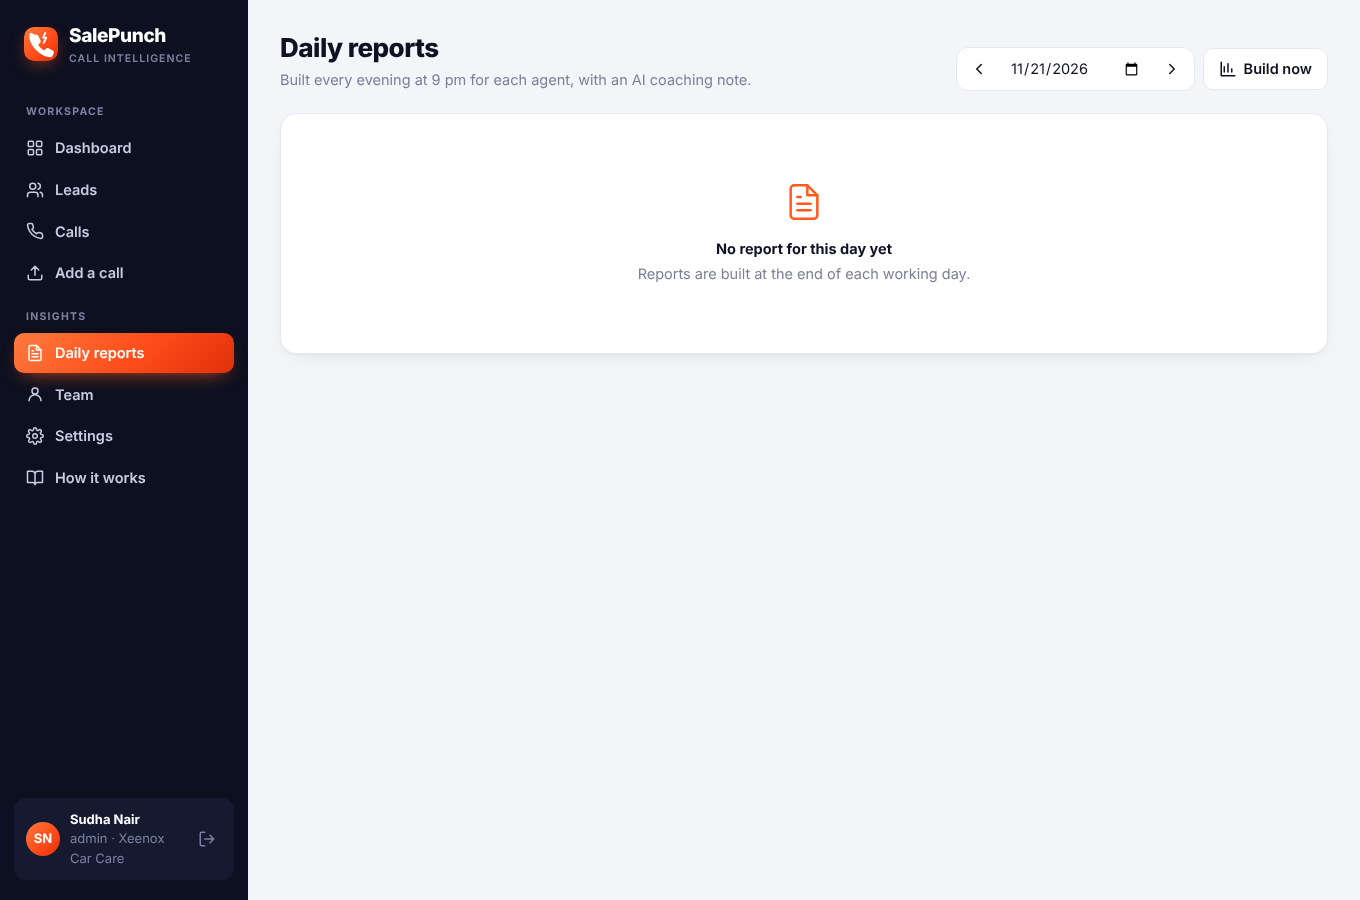 SalePunch
CALL INTELLIGENCE
WORKSPACE
Dashboard
Leads
Calls
Add a call
INSIGHTS
Daily reports
Team
Settings
How it works
SN
Sudha Nair
admin · Xeenox
Car Care
Daily reports
Built every evening at 9 pm for each agent, with an AI coaching note.
11/21/2026
Build now
No report for this day yet
Reports are built at the end of each working day.